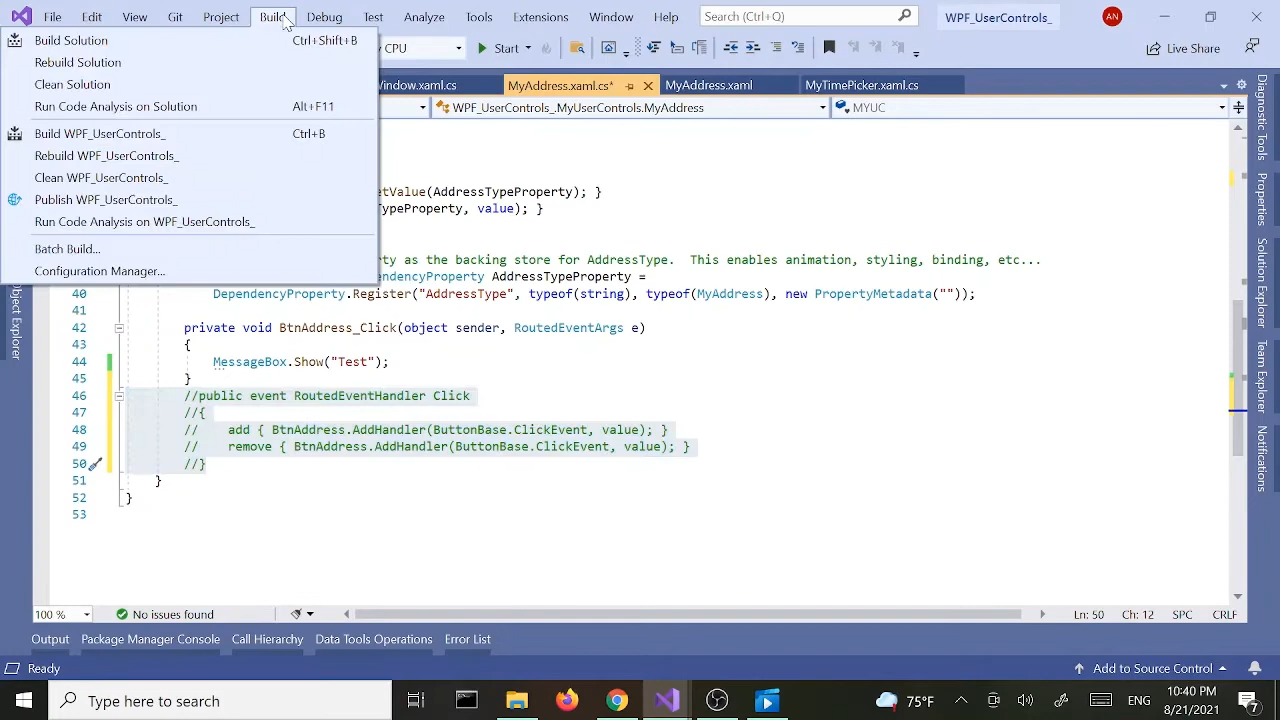 File Edit View Git Project Build Debug Test Analyze Tools Extensions Window Help Search (Ctrl+Q) WPF_UserControls_ AN
CPU Start Live Share
Build Solution Ctrl+Shift+B
Rebuild Solution
Clean Solution
Run Code Analysis on Solution Alt+F11
Build WPF_UserControls_ Ctrl+B
Rebuild WPF_UserControls_
Clean WPF_UserControls_
Publish WPF_UserControls_
Run Code Analysis on WPF_UserControls_
Batch Build...
Configuration Manager...
Window.xaml.cs MyAddress.xaml.cs* MyAddress.xaml MyTimePicker.xaml.cs
WPF_UserControls_.MyUserControls.MyAddress MYUC
etValue(AddressTypeProperty); }
TypeProperty, value); }
rty as the backing store for AddressType. This enables animation, styling, binding, etc...
endencyProperty AddressTypeProperty =
40 DependencyProperty.Register("AddressType", typeof(string), typeof(MyAddress), new PropertyMetadata(""));
41
42 private void BtnAddress_Click(object sender, RoutedEventArgs e)
43 {
44 MessageBox.Show("Test");
45 }
46 //public event RoutedEventHandler Click
47 //{
48 // add { BtnAddress.AddHandler(ButtonBase.ClickEvent, value); }
49 // remove { BtnAddress.AddHandler(ButtonBase.ClickEvent, value); }
50 //}
51 }
52 }
53
100 % No issues found Ln: 50 Ch: 12 SPC CRLF
Output Package Manager Console Call Hierarchy Data Tools Operations Error List
Ready Add to Source Control
Explorer
Diagnostic Tools
Properties
Solution Explorer
Team Explorer
Notifications
Type here to search 75°F ENG
8/21/2021
7